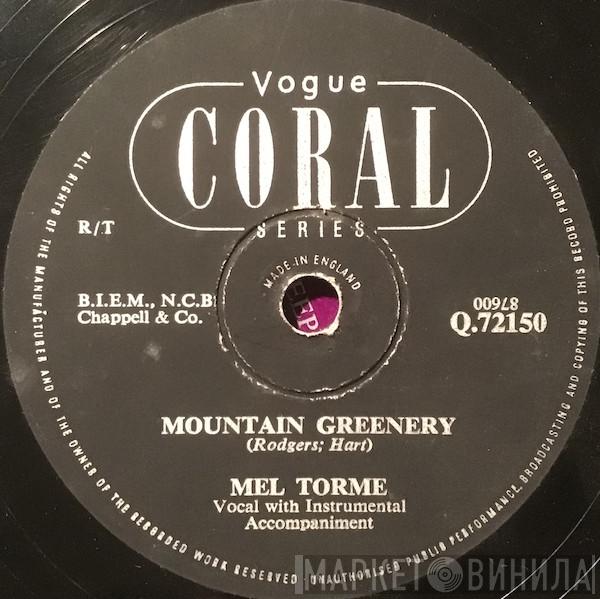 Vogue
CORAL
SERIES
R/T
MADE IN ENGLAND
B.I.E.M., N.C.B
Chappell & Co.
8/600
Q.72150
MOUNTAIN GREENERY
(Rodgers; Hart)
MEL TORME
Vocal with Instrumental
Accompaniment
ALL RIGHTS OF THE MANUFACTURER AND OF THE OWNER OF THE RECORDED WORK RESERVED · UNAUTHORISED PUBLIC PERFORMANCE, BROADCASTING AND COPYING OF THIS RECORD PROHIBITED
МАРКЕТ ВИНИЛА